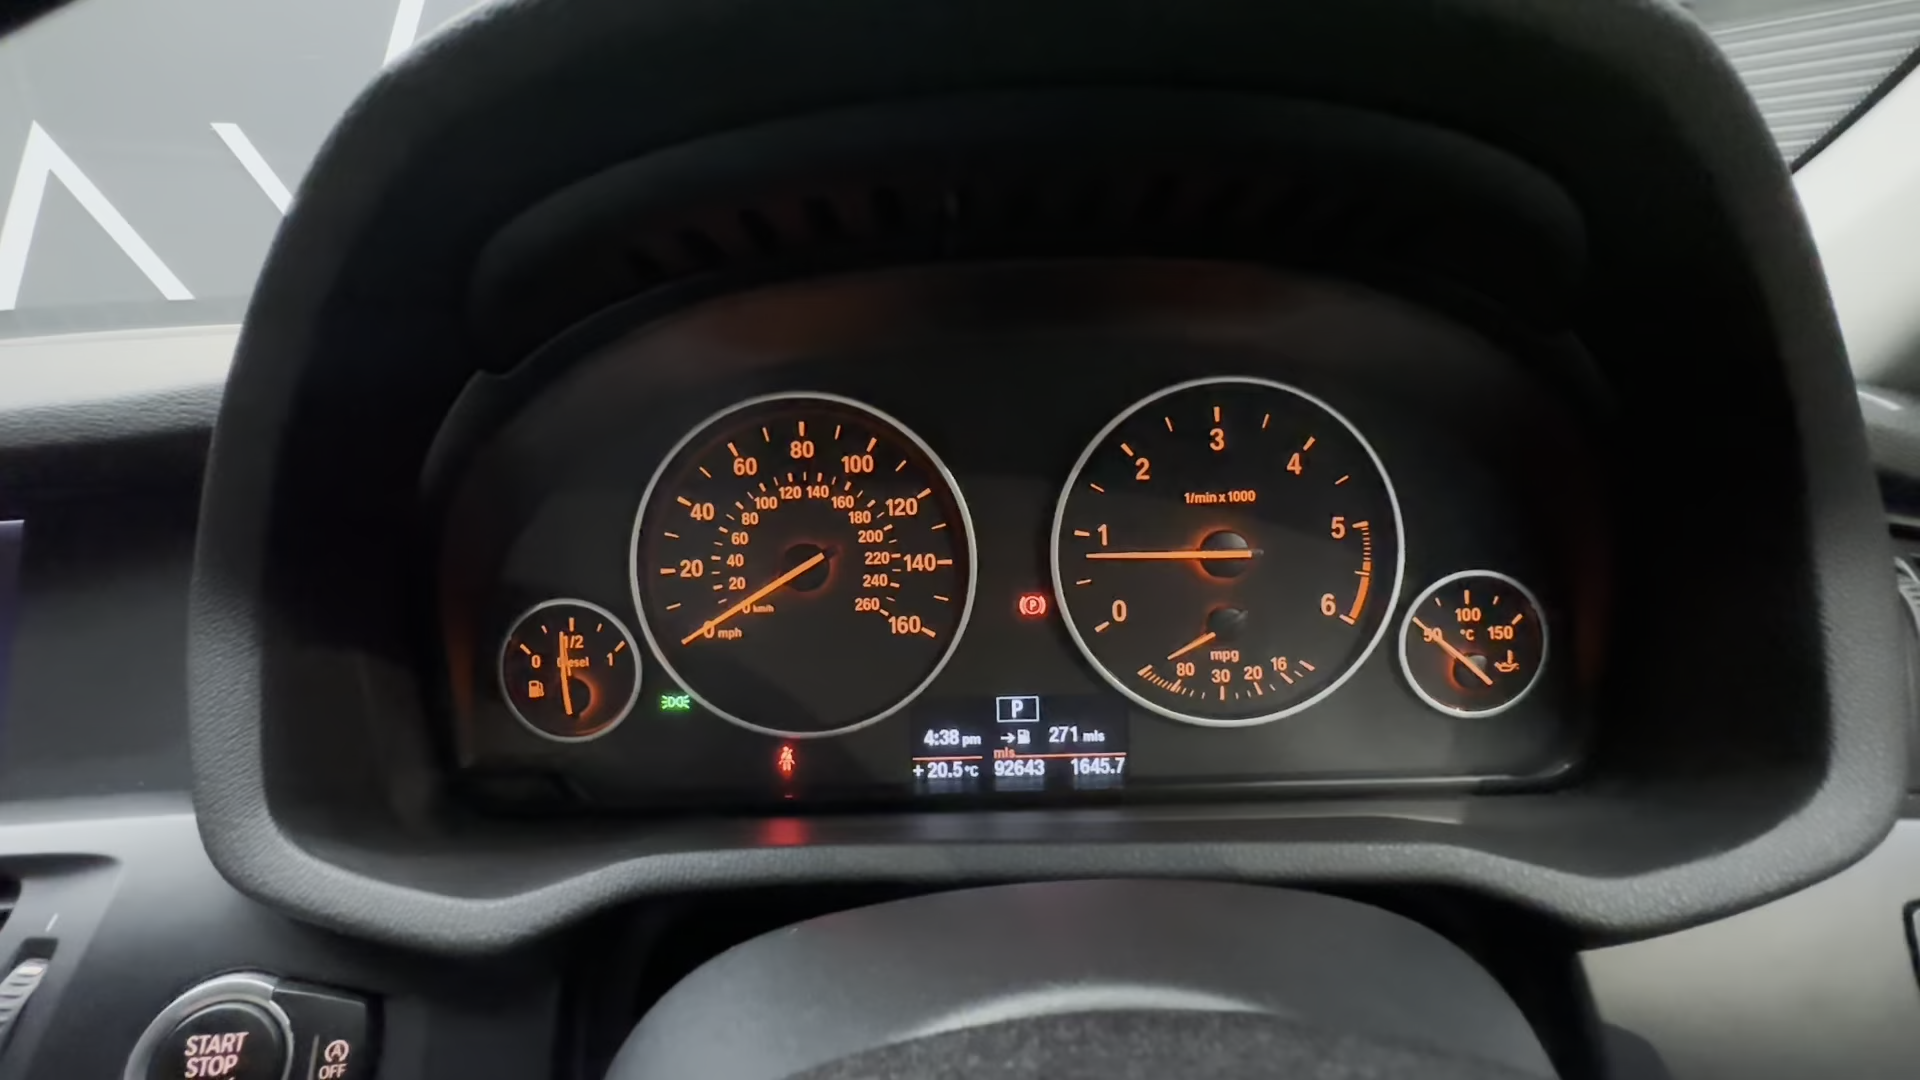 20
40
60
80
100
120
140
160
0 mph
20
40
60
80
100
120
140
160
180
200
220
240
260
0 km/h
0
1/2
1
Diesel
0
1
2
3
4
5
6
1/min x 1000
mpg
80
30
20
16
50
100
150
°C
P
P
4:38 pm
271 mls
mls
+ 20.5 °C
92643
1645.7
START
STOP
A
OFF